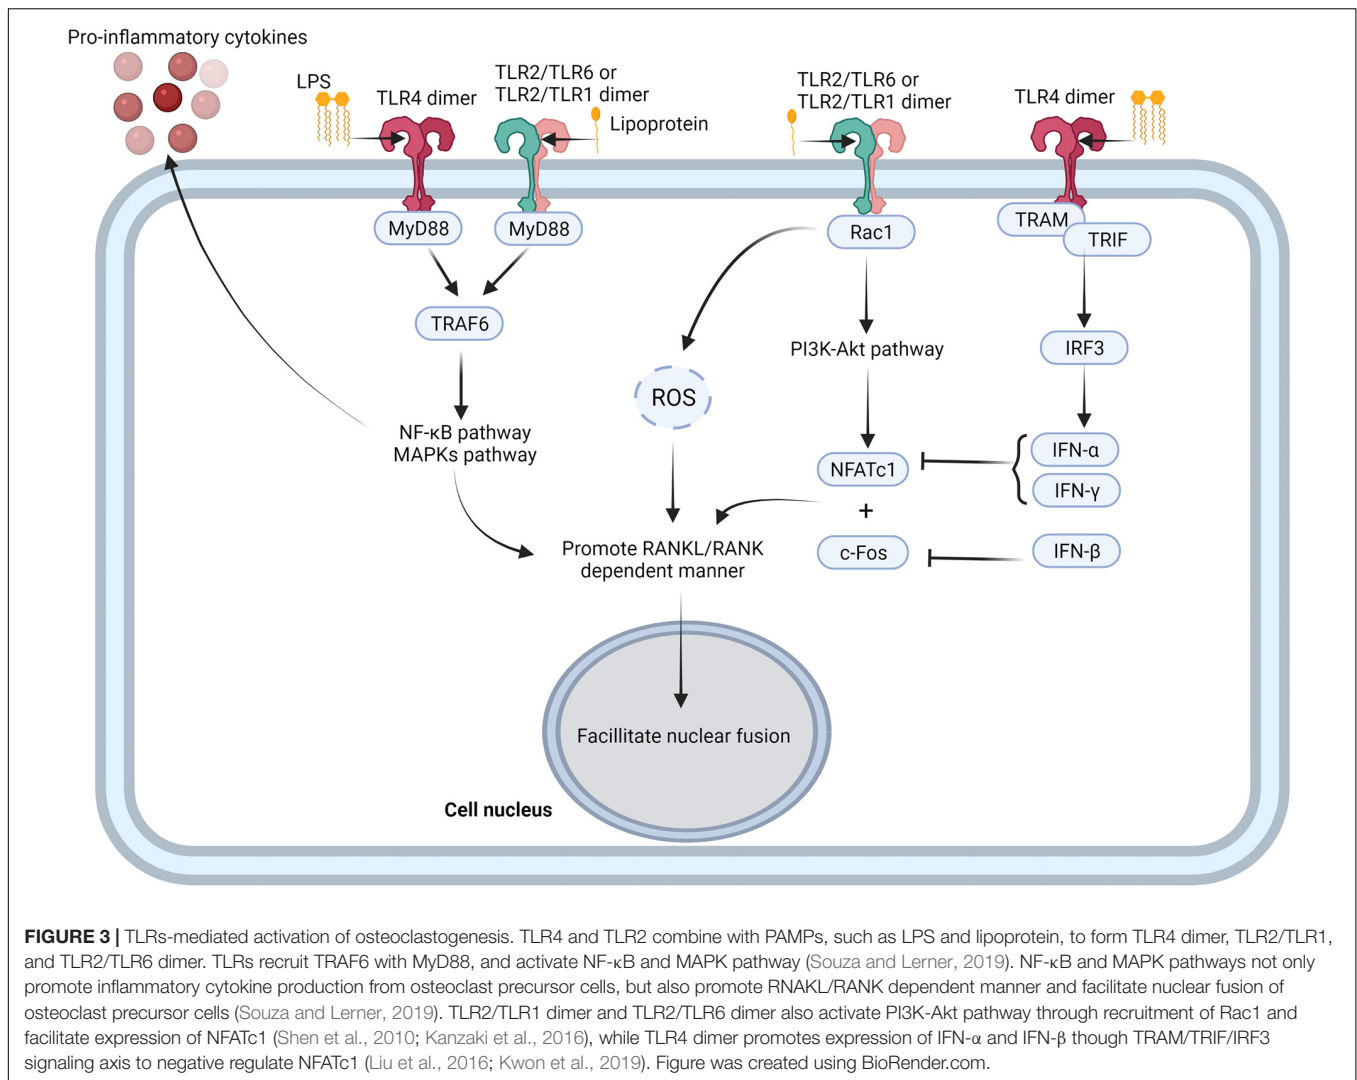 Pro-inflammatory cytokines
LPS
TLR4 dimer
TLR2/TLR6 or
TLR2/TLR1 dimer
Lipoprotein
TLR2/TLR6 or
TLR2/TLR1 dimer
TLR4 dimer
MyD88
MyD88
Rac1
TRAM
TRIF
TRAF6
PI3K-Akt pathway
IRF3
ROS
NF-κB pathway
MAPKs pathway
NFATc1
IFN-α
IFN-γ
+
Promote RANKL/RANK
dependent manner
c-Fos
IFN-β
Facillitate nuclear fusion
Cell nucleus
FIGURE 3 | TLRs-mediated activation of osteoclastogenesis. TLR4 and TLR2 combine with PAMPs, such as LPS and lipoprotein, to form TLR4 dimer, TLR2/TLR1,
and TLR2/TLR6 dimer. TLRs recruit TRAF6 with MyD88, and activate NF-κB and MAPK pathway (Souza and Lerner, 2019). NF-κB and MAPK pathways not only
promote inflammatory cytokine production from osteoclast precursor cells, but also promote RNAKL/RANK dependent manner and facilitate nuclear fusion of
osteoclast precursor cells (Souza and Lerner, 2019). TLR2/TLR1 dimer and TLR2/TLR6 dimer also activate PI3K-Akt pathway through recruitment of Rac1 and
facilitate expression of NFATc1 (Shen et al., 2010; Kanzaki et al., 2016), while TLR4 dimer promotes expression of IFN-α and IFN-β though TRAM/TRIF/IRF3
signaling axis to negative regulate NFATc1 (Liu et al., 2016; Kwon et al., 2019). Figure was created using BioRender.com.